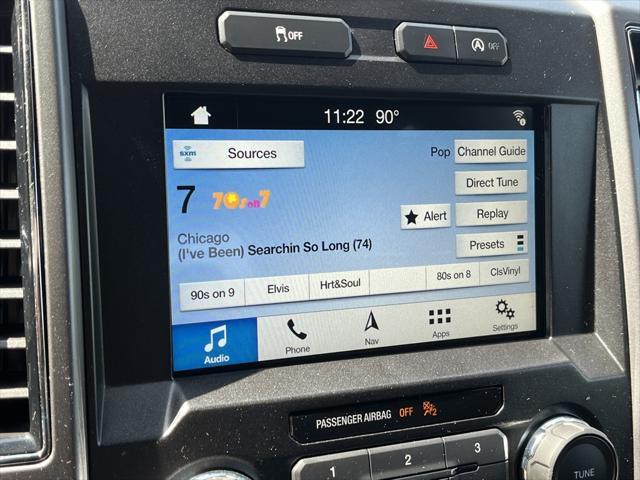 OFF
OFF
11:22 90°
sxm Sources
Pop Channel Guide
7 70s on 7
Direct Tune
Alert
Replay
Chicago
(I've Been) Searchin So Long (74)
Presets
90s on 9 Elvis Hrt&Soul 80s on 8 ClsVinyl
Audio Phone Nav Apps Settings
PASSENGER AIRBAG OFF 2
1 2 3
TUNE